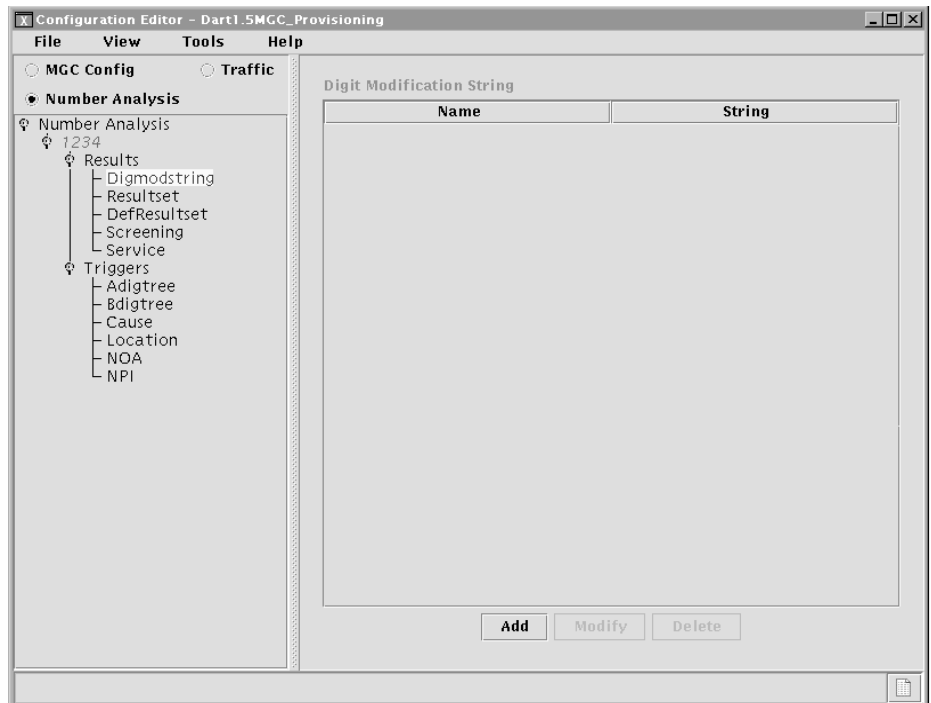 X Configuration Editor - Dart1.5MGC_Provisioning
File View Tools Help
MGC Config Traffic
Number Analysis
Number Analysis
1234
Results
Digmodstring
Resultset
DefResultset
Screening
Service
Triggers
Adigtree
Bdigtree
Cause
Location
NOA
NPI
Digit Modification String
Name String
Add Modify Delete